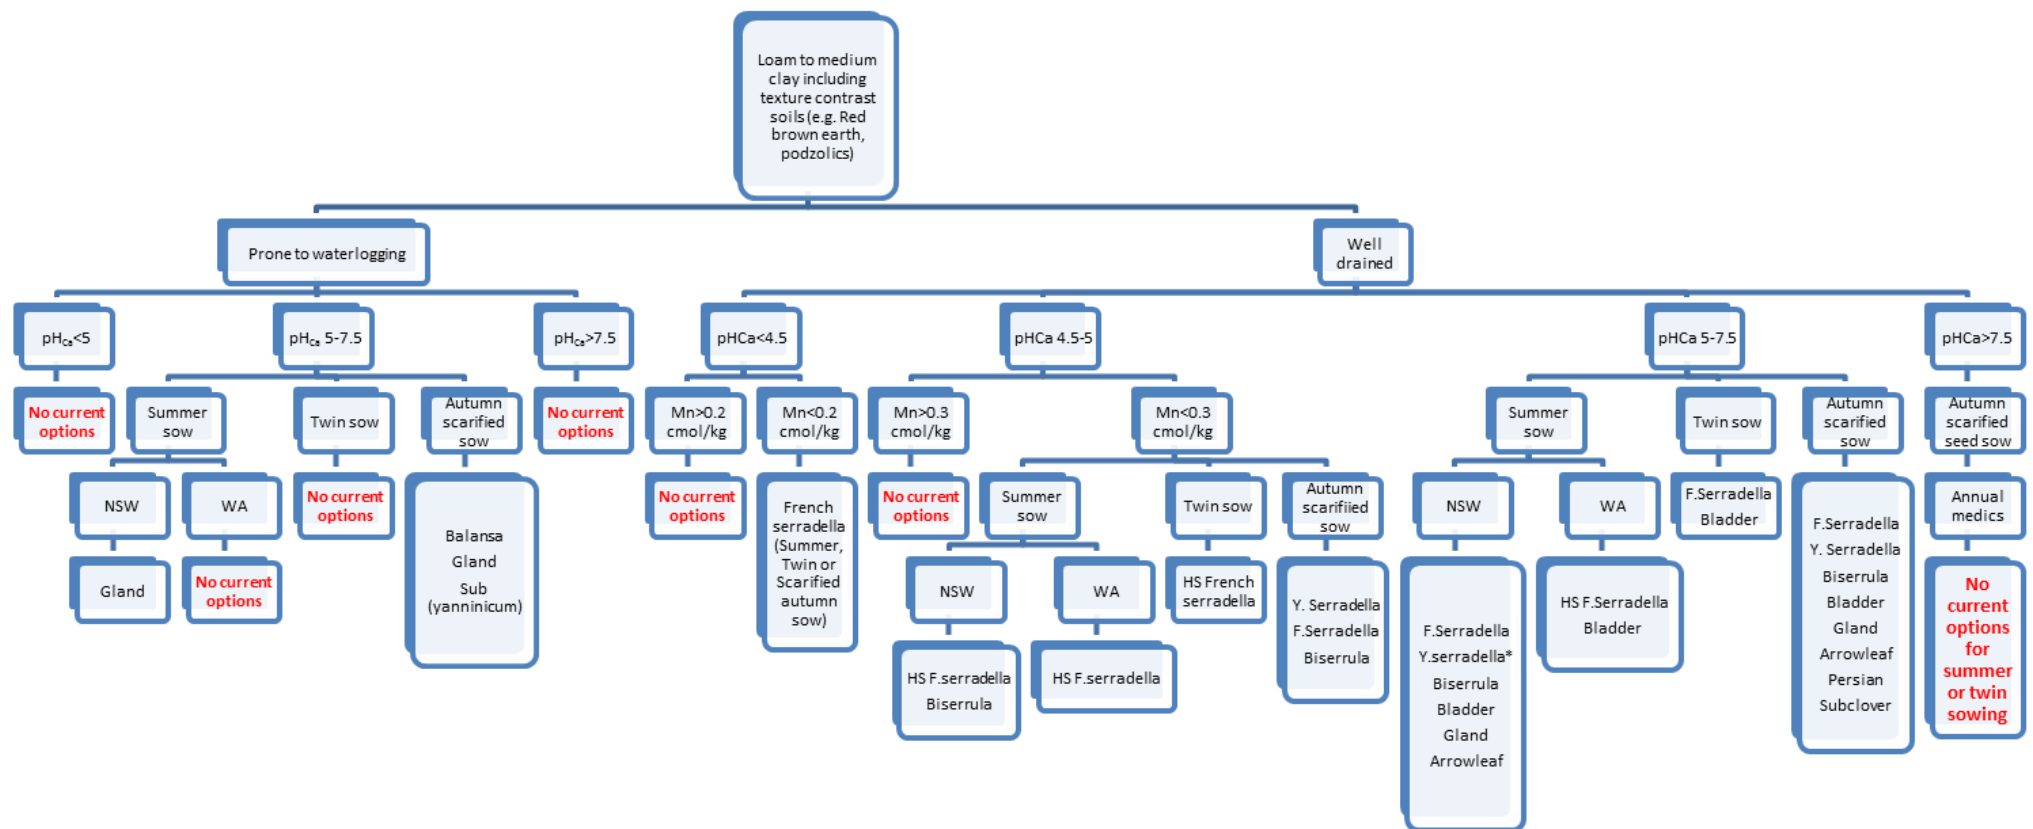 Loam to medium
clay including
texture contrast
soils (e.g. Red
brown earth,
podzolics)
Prone to waterlogging
Well
drained
pHCa<5
pHCa 5-7.5
pHCa>7.5
pHCa<4.5
pHCa 4.5-5
pHCa 5-7.5
pHCa>7.5
No current
options
Summer
sow
Twin sow
Autumn
scarified
sow
No current
options
Mn>0.2
cmol/kg
Mn<0.2
cmol/kg
Mn>0.3
cmol/kg
Mn<0.3
cmol/kg
Summer
sow
Twin sow
Autumn
scarified
sow
Autumn
scarified
seed sow
NSW
WA
No current
options
Balansa
Gland
Sub
(yanninicum)
No current
options
French
serradella
(Summer,
Twin or
Scarified
autumn
sow)
No current
options
Summer
sow
Twin sow
Autumn
scarifiied
sow
NSW
WA
F.Serradella
Bladder
F.Serradella
Y. Serradella
Biserrula
Bladder
Gland
Arrowleaf
Persian
Subclover
Annual
medics
Gland
No current
options
NSW
WA
HS French
serradella
Y. Serradella
F.Serradella
Biserrula
F.Serradella
Y.serradella*
Biserrula
Bladder
Gland
Arrowleaf
HS F.Serradella
Bladder
No
current
options
for
summer
or twin
sowing
HS F.serradella
Biserrula
HS F.serradella